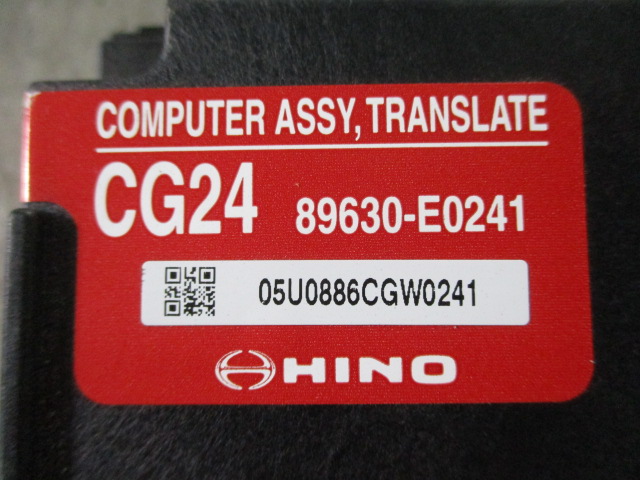 COMPUTER ASSY, TRANSLATE
CG24 89630-E0241
05U0886CGW0241
HINO